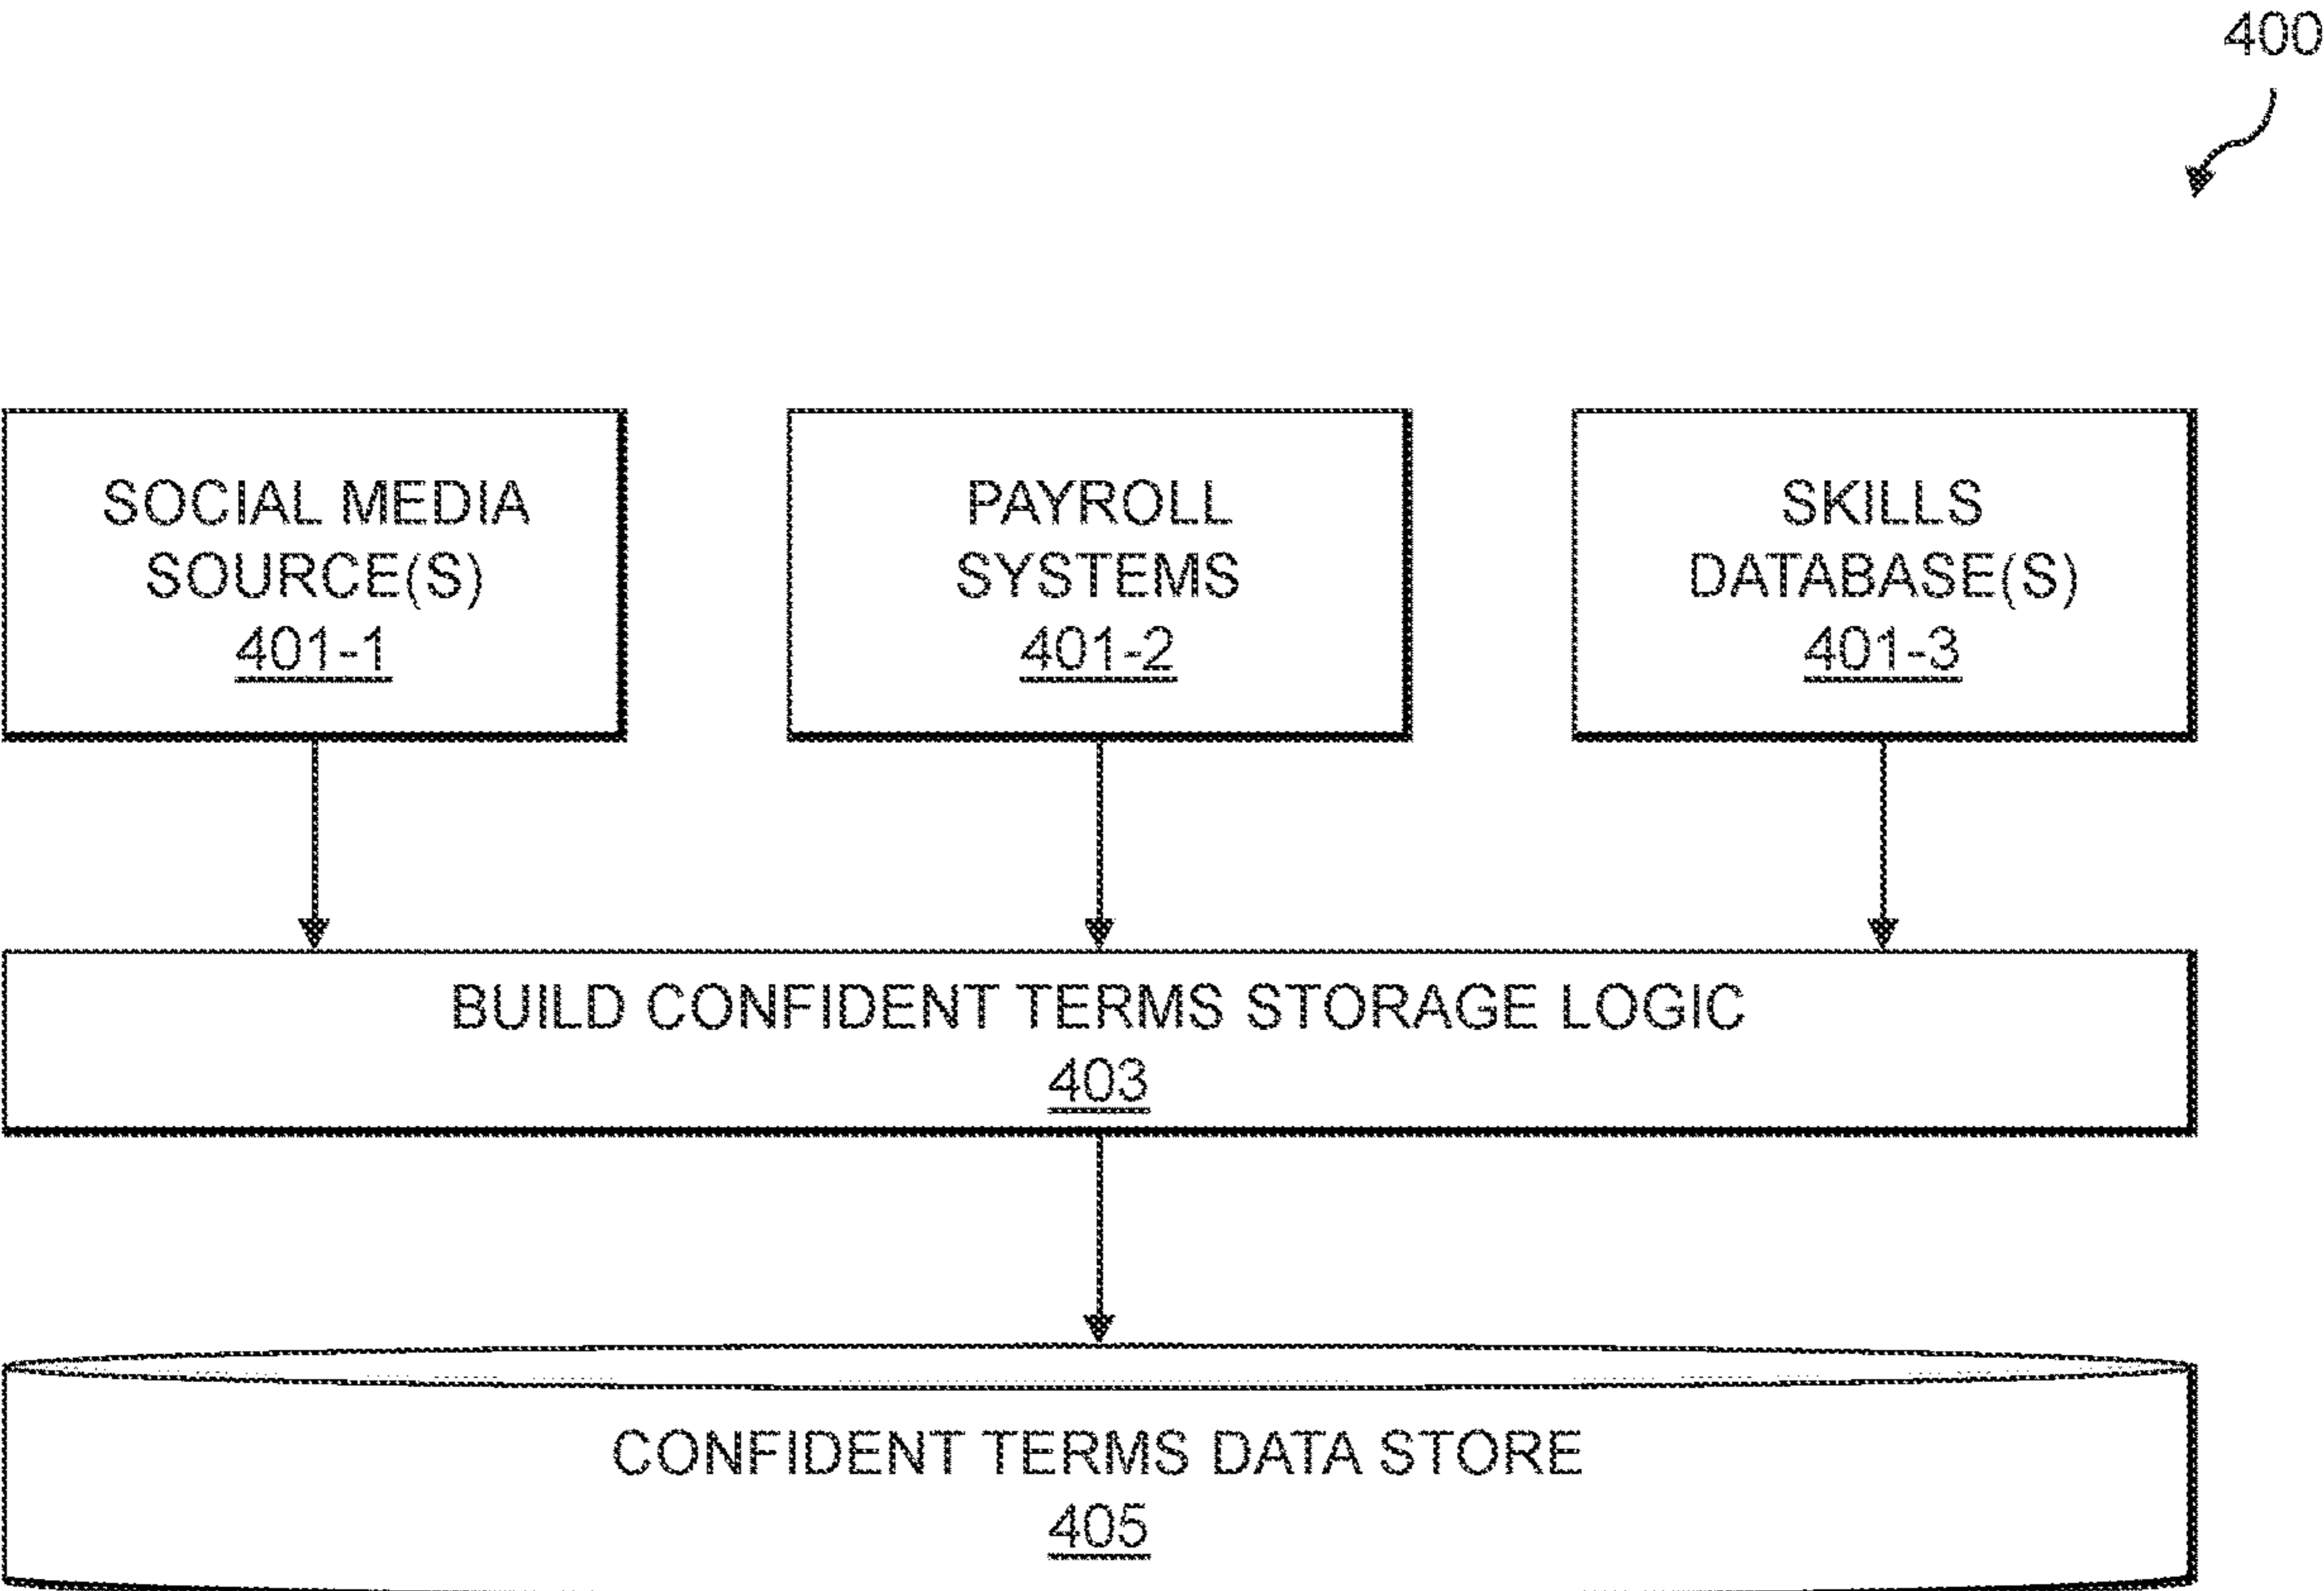 400
SOCIAL MEDIA
SOURCE(S)
401-1
PAYROLL
SYSTEMS
401-2
SKILLS
DATABASE(S)
401-3
BUILD CONFIDENT TERMS STORAGE LOGIC
403
CONFIDENT TERMS DATA STORE
405